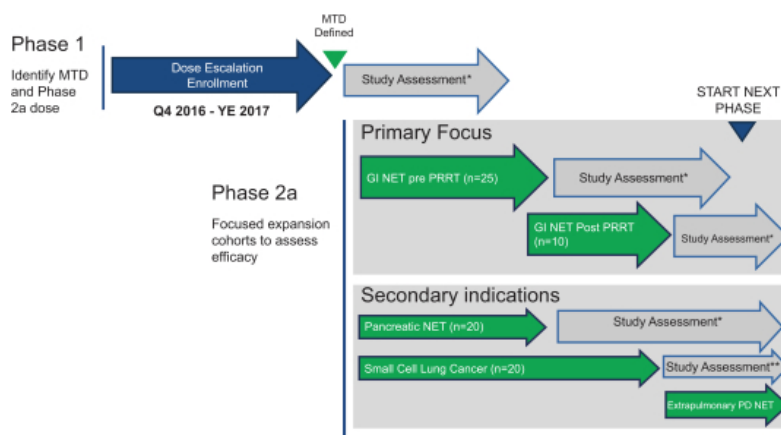 MTD
Defined
Phase 1
Identify MTD
and Phase
2a dose
Dose Escalation
Enrollment
Study Assessment*
Q4 2016 - YE 2017
START NEXT
PHASE
Primary Focus
GI NET pre PRRT (n=25)
Study Assessment*
Phase 2a
Focused expansion
cohorts to assess
efficacy
GI NET Post PRRT
(n=10)
Study Assessment*
Secondary indications
Pancreatic NET (n=20)
Study Assessment*
Small Cell Lung Cancer (n=20)
Study Assessment**
Extrapulmonary PD NET